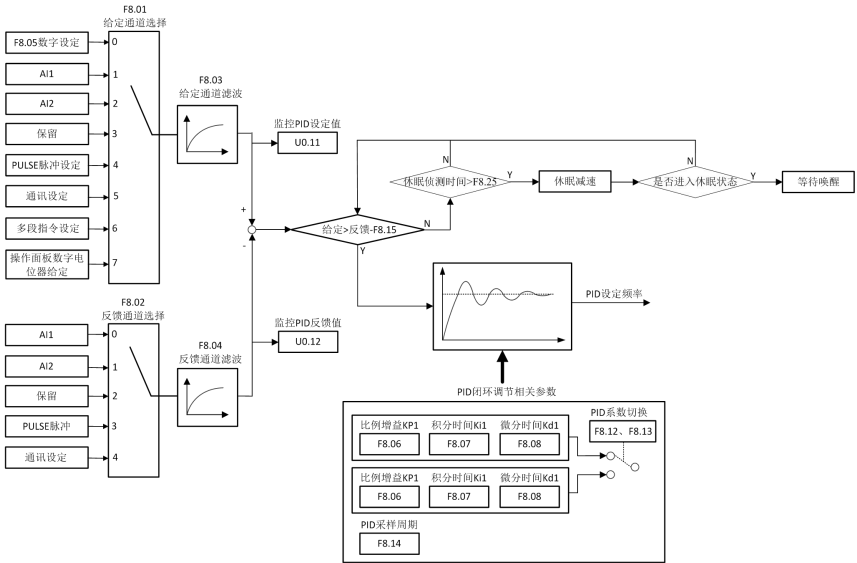 F8.01
给定通道选择
F8.05数字设定
0
AI1
1
AI2
2
保留
3
PULSE脉冲设定
4
通讯设定
5
多段指令设定
6
操作面板数字电
位器给定
7
F8.03
给定通道滤波
监控PID设定值
U0.11
+
-
给定>反馈-F8.15
N
Y
休眠侦测时间>F8.25
N
Y
休眠减速
是否进入休眠状态
N
Y
等待唤醒
PID设定频率
F8.02
反馈通道选择
AI1
0
AI2
1
保留
2
PULSE脉冲
3
通讯设定
4
F8.04
反馈通道滤波
监控PID反馈值
U0.12
PID闭环调节相关参数
比例增益KP1
积分时间Ki1
微分时间Kd1
F8.06
F8.07
F8.08
PID系数切换
F8.12、F8.13
比例增益KP1
积分时间Ki1
微分时间Kd1
F8.06
F8.07
F8.08
PID采样周期
F8.14